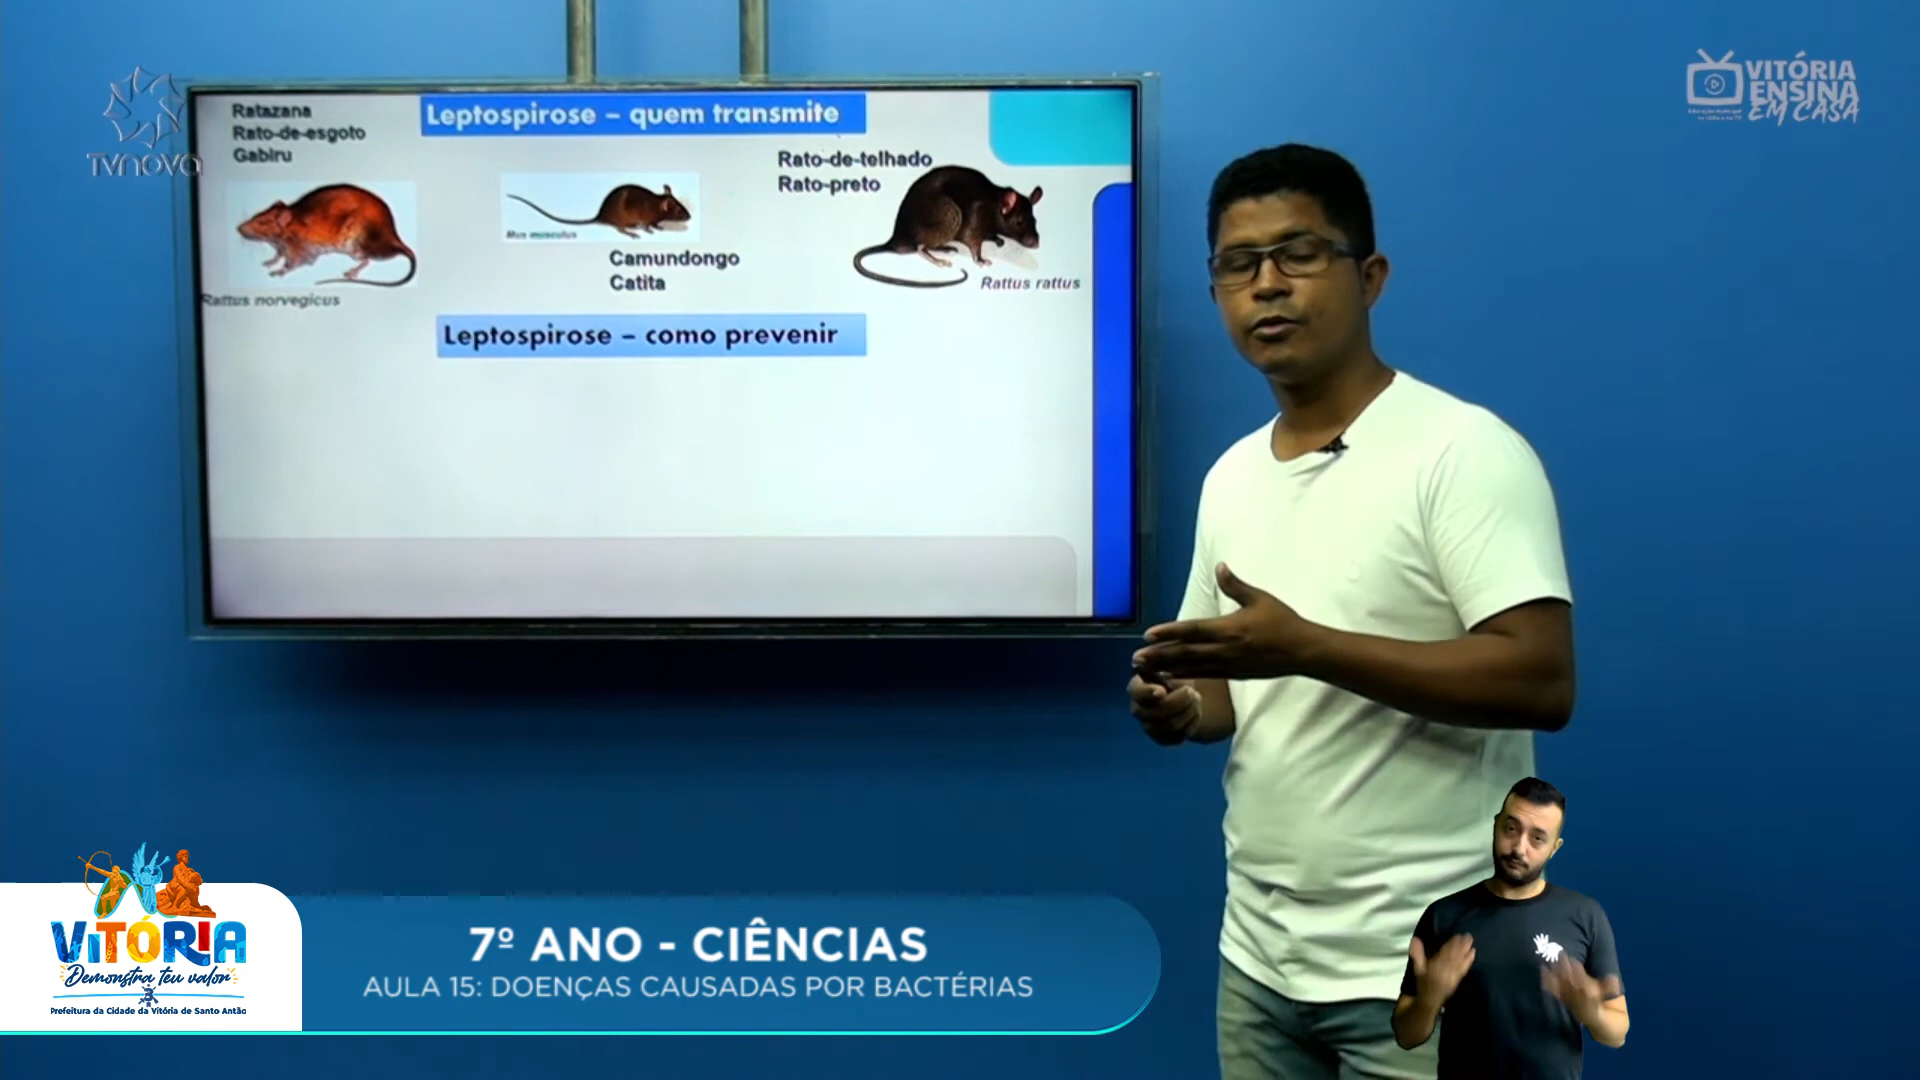 Ratazana
Rato-de-esgoto
Gabiru
Leptospirose – quem transmite
Rato-de-telhado
Rato-preto
Mus musculus
Camundongo
Catita
Rattus norvegicus
Rattus rattus
Leptospirose – como prevenir
TVNOVA
VITÓRIA
ENSINA
EM CASA
VITÓRIA
Demonstra teu valor
Prefeitura da Cidade da Vitória de Santo Antão
7º ANO - CIÊNCIAS
AULA 15: DOENÇAS CAUSADAS POR BACTÉRIAS